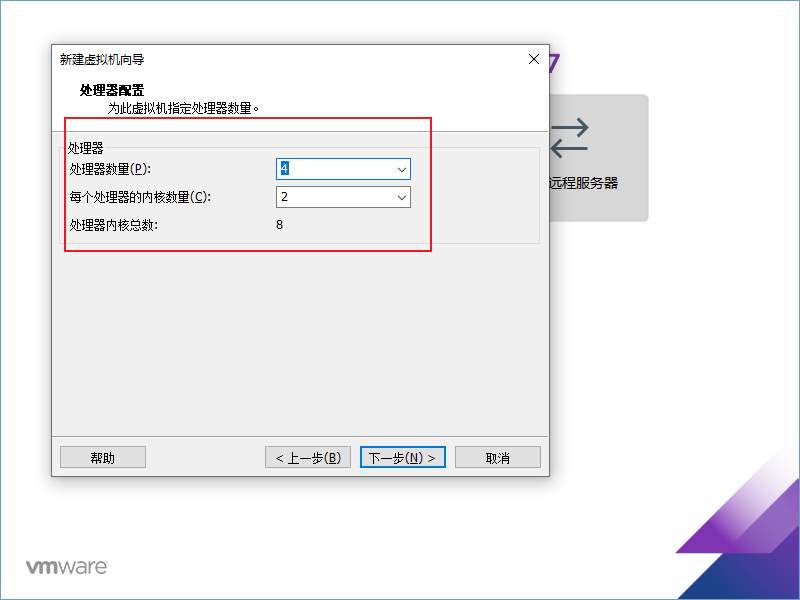 新建虚拟机向导
7
处理器配置
为此虚拟机指定处理器数量。
处理器
处理器数量(P):
4
每个处理器的内核数量(C):
2
处理器内核总数:
8
远程服务器
帮助
< 上一步(B)
下一步(N) >
取消
vmware